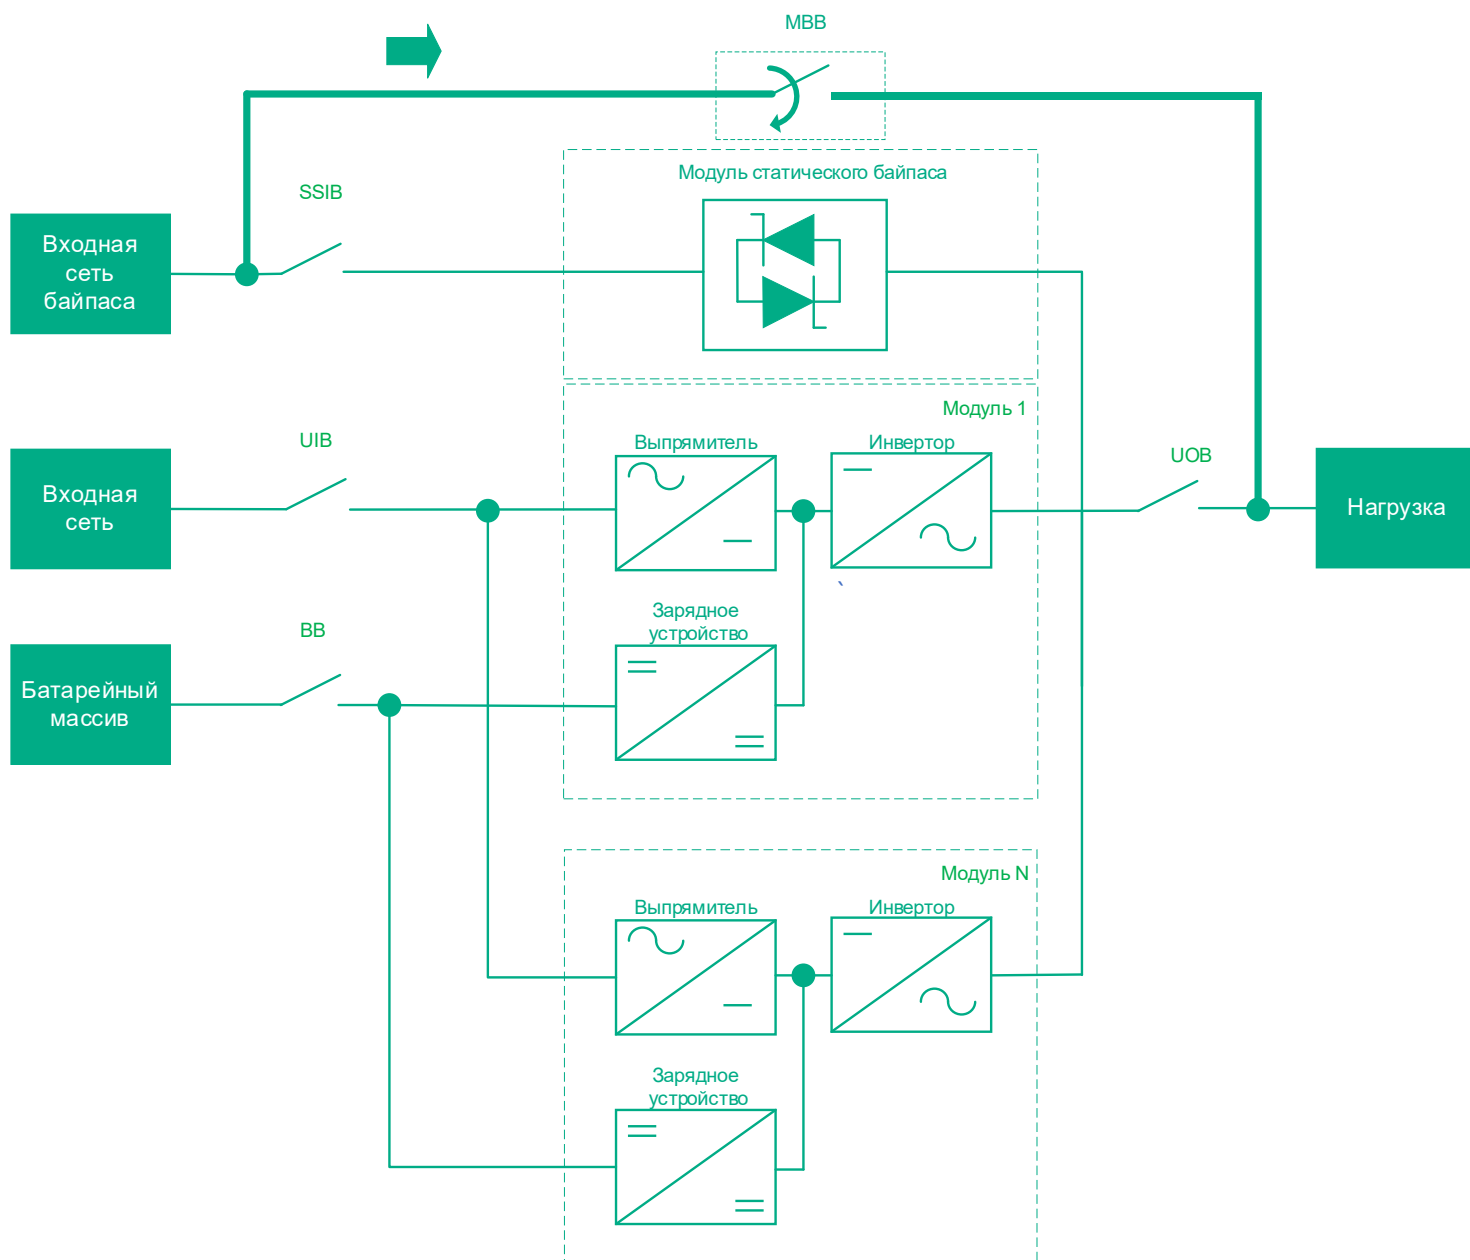 MBB
Модуль статического байпаса
SSIB
Входная
сеть
байпаса
Модуль 1
UIB
Выпрямитель
Инвертор
UOB
Входная
сеть
Нагрузка
Зарядное
устройство
BB
Батарейный
массив
Модуль N
Выпрямитель
Инвертор
Зарядное
устройство